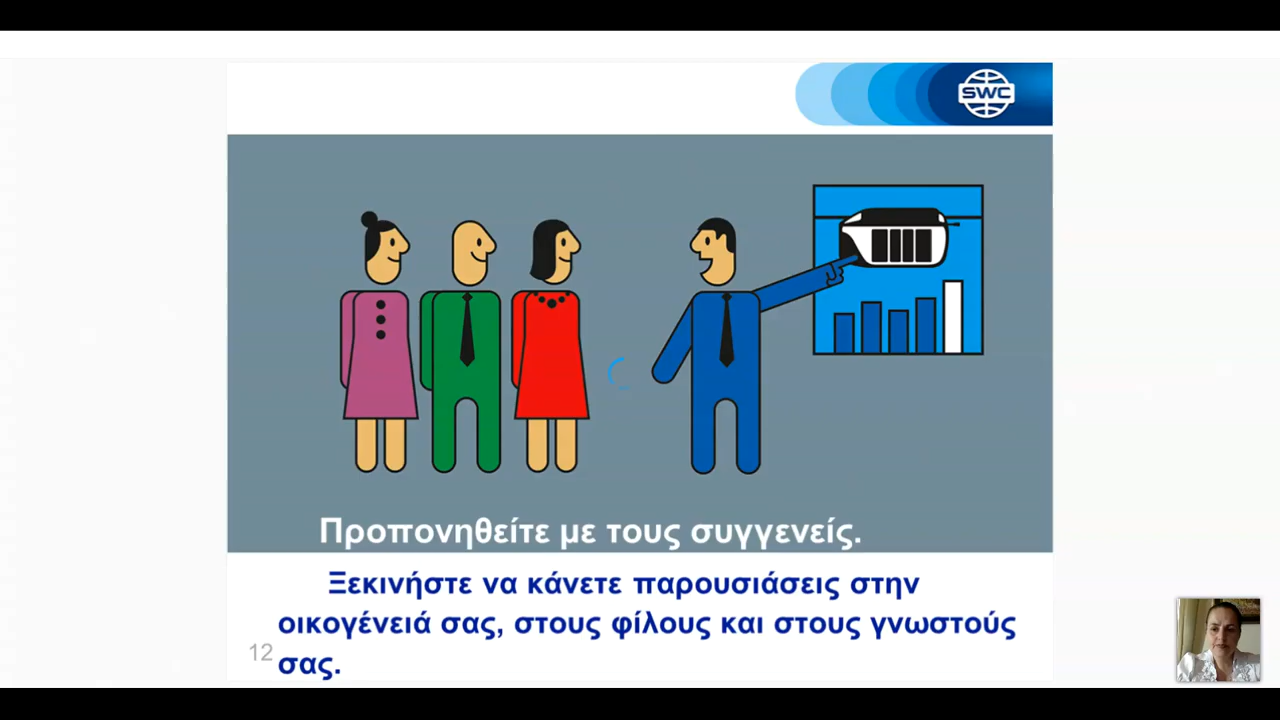 SWC
Προπονηθείτε με τους συγγενείς.
Ξεκινήστε να κάνετε παρουσιάσεις στην
οικογένειά σας, στους φίλους και στους γνωστούς
σας.
12